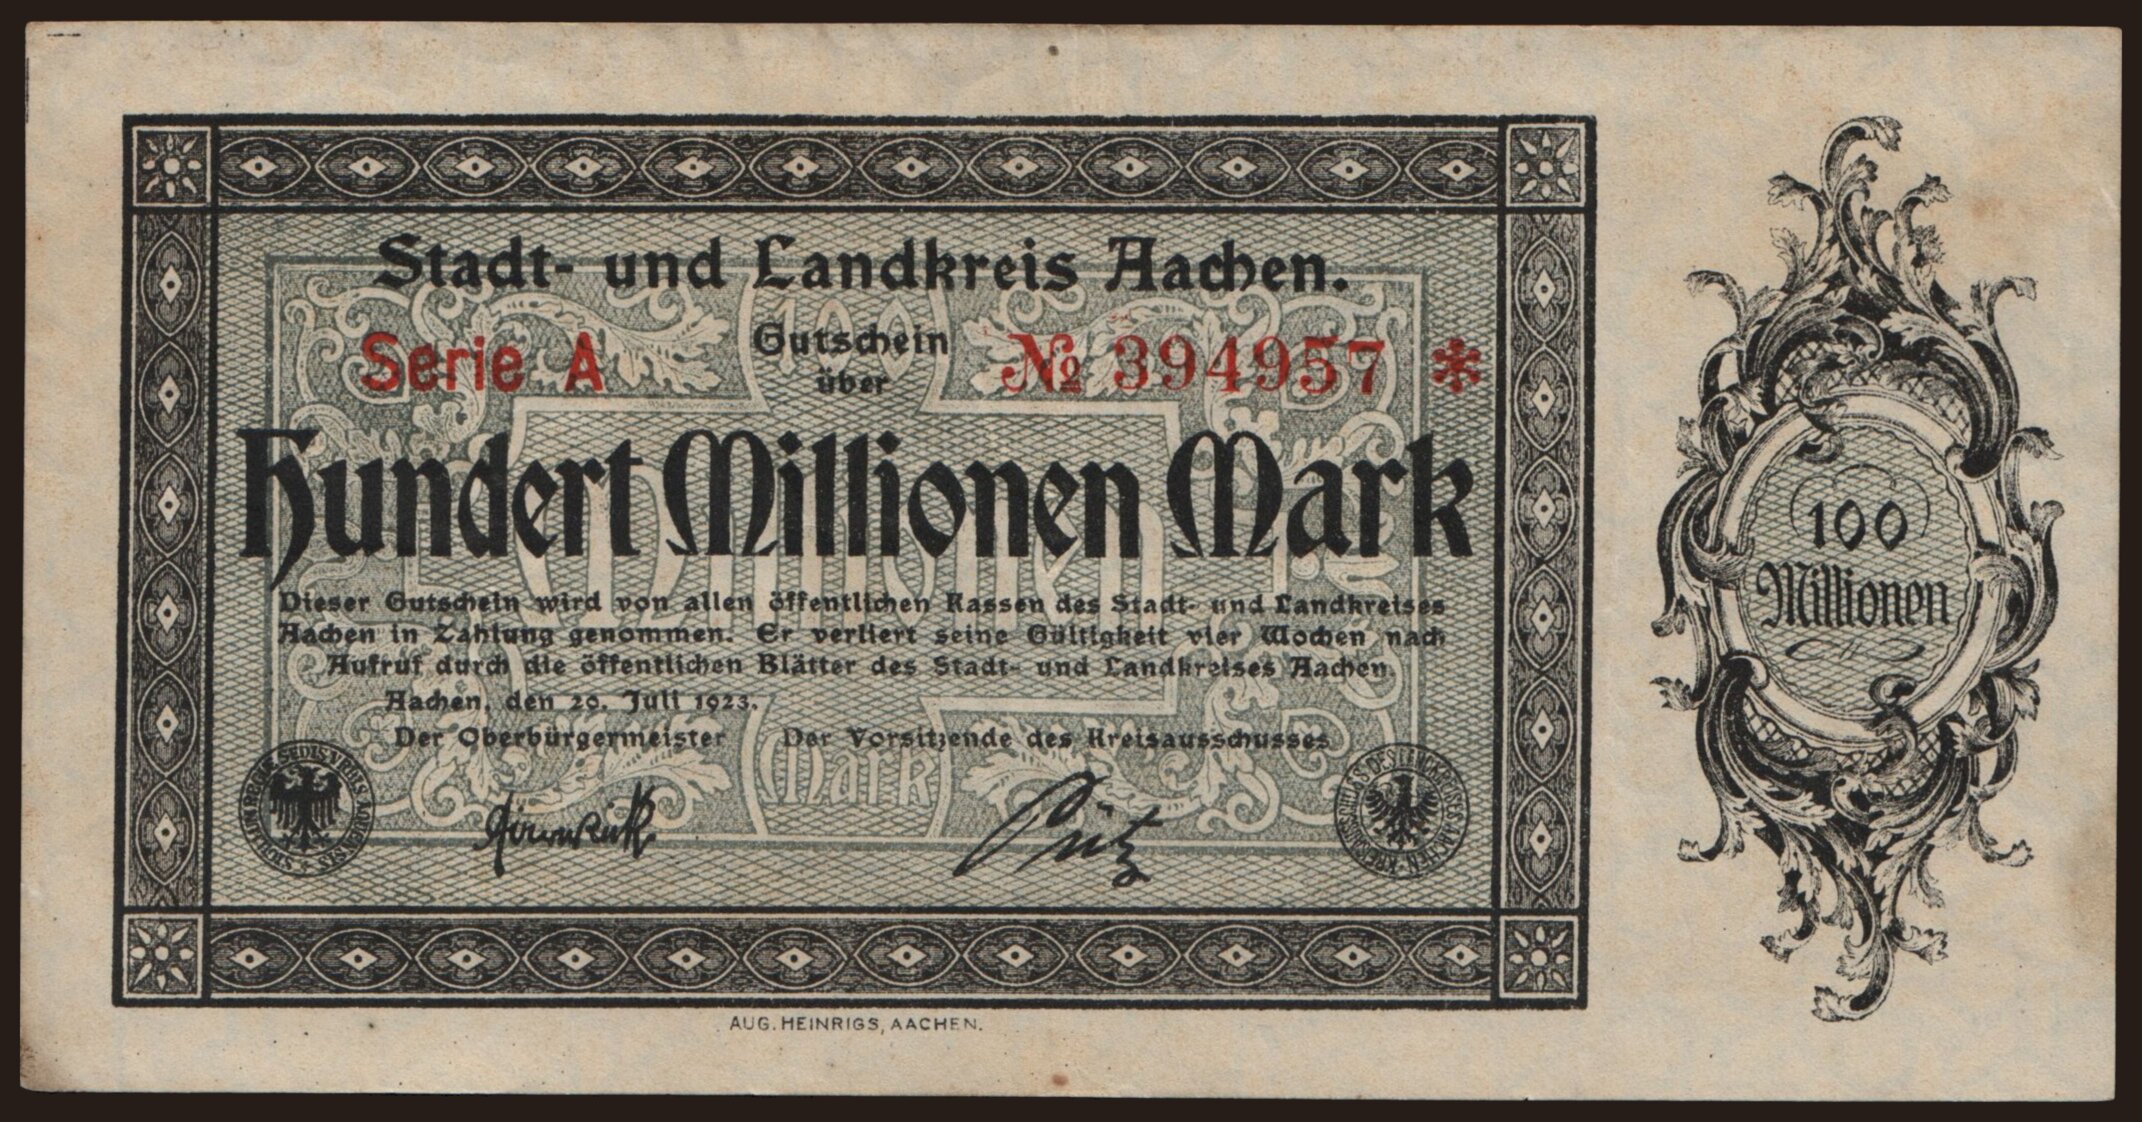 Stadt- und Landkreis Aachen.
Serie A
Gutschein
über
№ 394957 *
Hundert Millionen Mark
100
Millionen
Mark
Dieser Gutschein wird von allen öffentlichen Kassen des Stadt- und Landkreises
Aachen in Zahlung genommen. Er verliert seine Gültigkeit vier Wochen nach
Aufruf durch die öffentlichen Blätter des Stadt- und Landkreises Aachen.
Aachen, den 20. Juli 1923.
Der Oberbürgermeister
Der Vorsitzende des Kreisausschusses
AUG. HEINRIGS, AACHEN.
100
Millionen